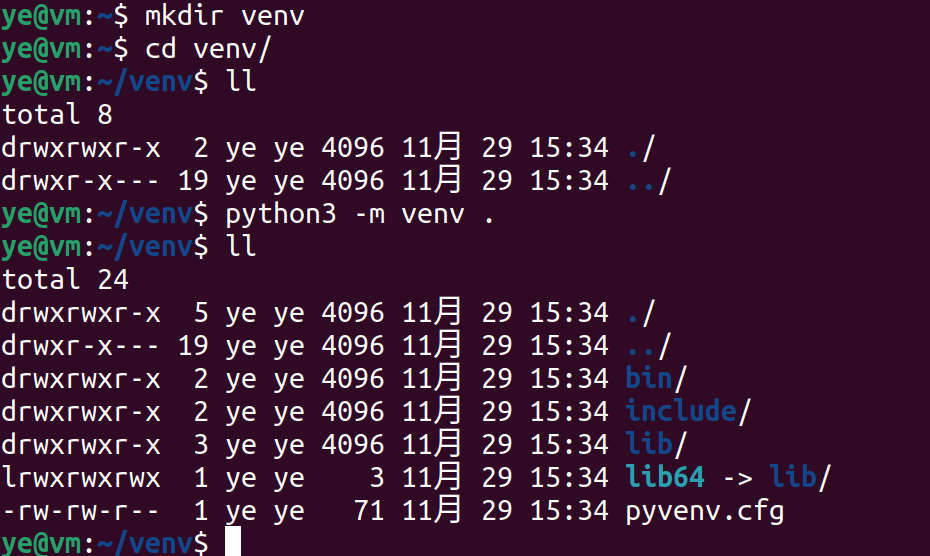 ye@vm:~$ mkdir venv
ye@vm:~$ cd venv/
ye@vm:~/venv$ ll
total 8
drwxrwxr-x  2 ye ye 4096 11月 29 15:34 ./
drwxr-x--- 19 ye ye 4096 11月 29 15:34 ../
ye@vm:~/venv$ python3 -m venv .
ye@vm:~/venv$ ll
total 24
drwxrwxr-x  5 ye ye 4096 11月 29 15:34 ./
drwxr-x--- 19 ye ye 4096 11月 29 15:34 ../
drwxrwxr-x  2 ye ye 4096 11月 29 15:34 bin/
drwxrwxr-x  2 ye ye 4096 11月 29 15:34 include/
drwxrwxr-x  3 ye ye 4096 11月 29 15:34 lib/
lrwxrwxrwx  1 ye ye    3 11月 29 15:34 lib64 -> lib/
-rw-rw-r--  1 ye ye   71 11月 29 15:34 pyvenv.cfg
ye@vm:~/venv$